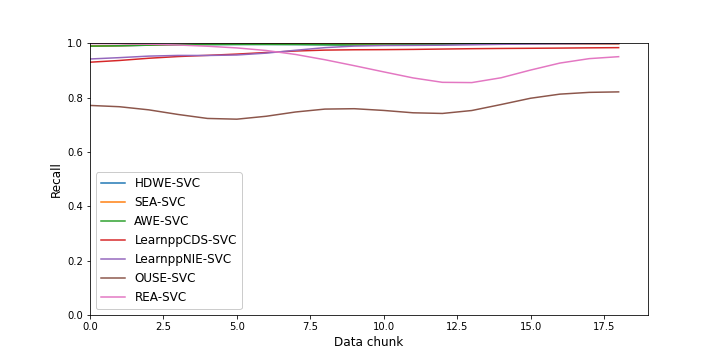 1.0
0.8
0.6
0.4
0.2
0.0
Recall
HDWE-SVC
SEA-SVC
AWE-SVC
LearnppCDS-SVC
LearnppNIE-SVC
OUSE-SVC
REA-SVC
0.0 2.5 5.0 7.5 10.0 12.5 15.0 17.5
Data chunk